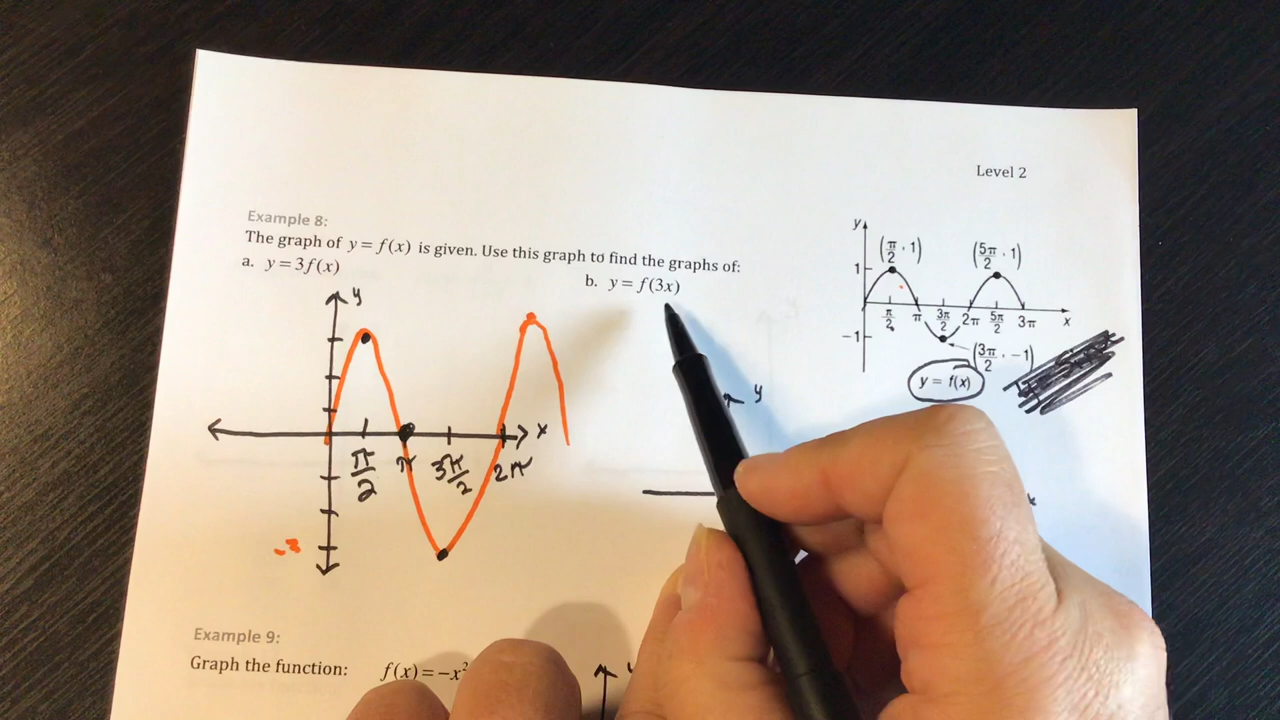 Level 2
Example 8:
The graph of y = f(x) is given. Use this graph to find the graphs of:
a. y = 3f(x)
b. y = f(3x)
y
π/2
π
3π/2
2π
x
-3
y
(π/2, 1)
(5π/2, 1)
1
-1
π/2
π
3π/2
2π
5π/2
3π
x
(3π/2, -1)
y = f(x)
y
x
Example 9:
Graph the function: f(x) = -x²